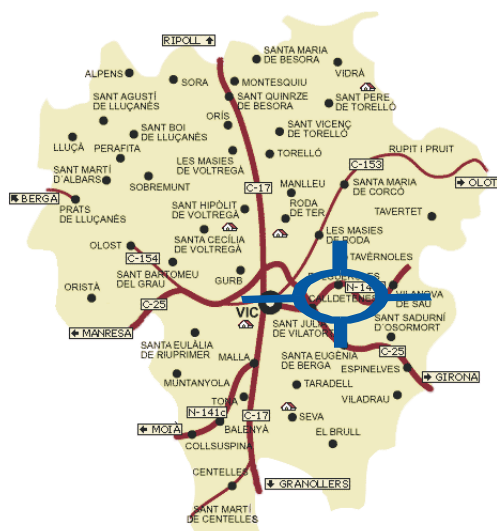 RIPOLL
SANTA MARIA
DE BESORA
VIDRÀ
ALPENS
SORA
MONTESQUIU
SANT QUINRZE
DE BESORA
SANT PERE
DE TORELLÓ
SANT AGUSTÍ
DE LLUÇANÈS
ORÍS
SANT BOI
DE LLUÇANÈS
SANT VICENÇ
DE TORELLÓ
LLUÇÀ
PERAFITA
LES MASIES
DE VOLTREGÀ
TORELLÓ
RUPIT I PRUIT
C-153
SANT MARTÍ
D´ALBARS
SOBREMUNT
C-17
MANLLEU
SANTA MARIA
DE CORCÓ
OLOT
BERGA
PRATS
DE LLUÇANÈS
SANT HIPÒLIT
DE VOLTREGÀ
RODA
DE TER
TAVERTET
OLOST
SANTA CECÍLIA
DE VOLTREGÀ
LES MASIES
DE RODA
C-154
TAVÈRNOLES
SANT BARTOMEU
DEL GRAU
GURB
N-141
ORISTÀ
C-25
CALLDETENES
VILANOVA
DE SAU
VIC
MANRESA
SANT JULIÀ
DE VILATORTA
SANT SADURNÍ
D'OSORMORT
SANTA EULÀLIA
DE RIUPRIMER
MALLA
SANTA EUGÈNIA
DE BERGA
C-25
ESPINELVES
GIRONA
MUNTANYOLA
TARADELL
TONA
VILADRAU
N-141c
C-17
SEVA
MOIÀ
BALENYÀ
COLLSUSPINA
EL BRULL
CENTELLES
GRANOLLERS
SANT MARTÍ
DE CENTELLES